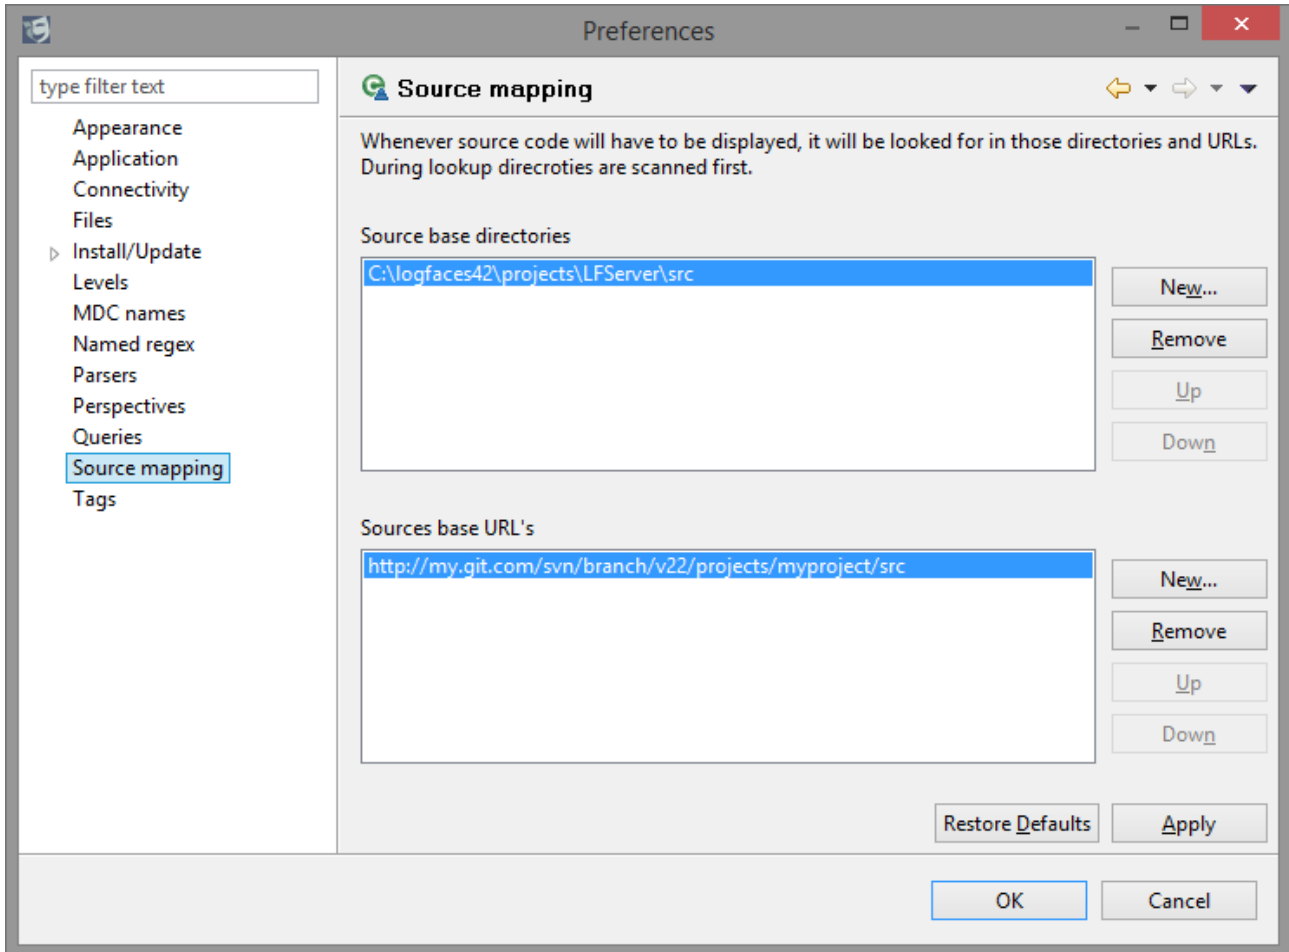 Preferences
type filter text
Appearance
Application
Connectivity
Files
Install/Update
Levels
MDC names
Named regex
Parsers
Perspectives
Queries
Source mapping
Tags
Source mapping
Whenever source code will have to be displayed, it will be looked for in those directories and URLs.
During lookup direcroties are scanned first.
Source base directories
C:\logfaces42\projects\LFServer\src
New...
Remove
Up
Down
Sources base URL's
http://my.git.com/svn/branch/v22/projects/myproject/src
New...
Remove
Up
Down
Restore Defaults
Apply
OK
Cancel